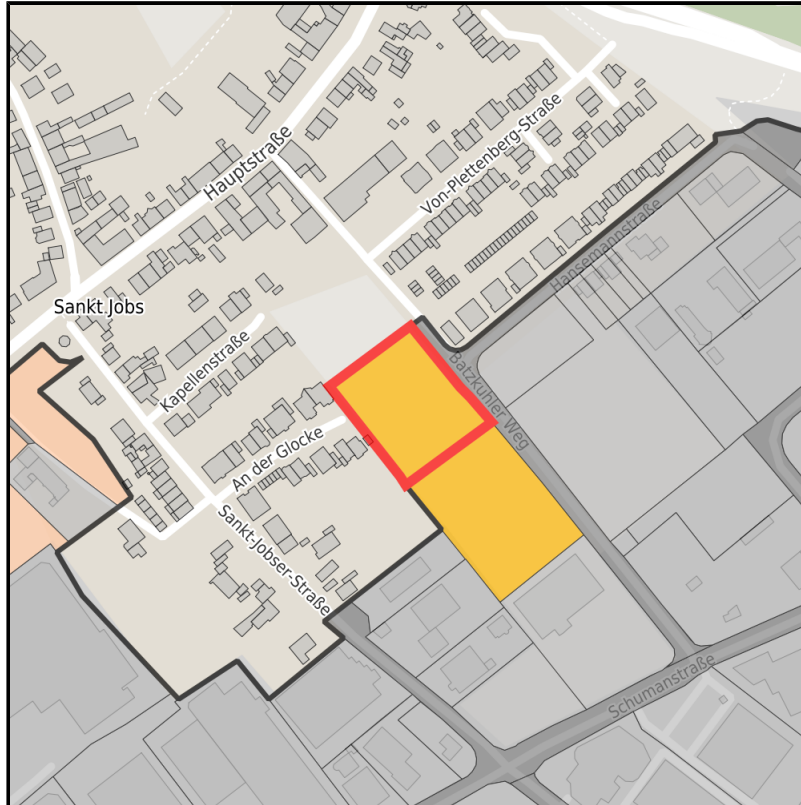 Hauptstraße
Von-Plettenberg-Straße
Hansemannstraße
Sankt Jobs
Kapellenstraße
Batzkuhler Weg
An der Glocke
Sankt-Jobser-Straße
Schumanstraße